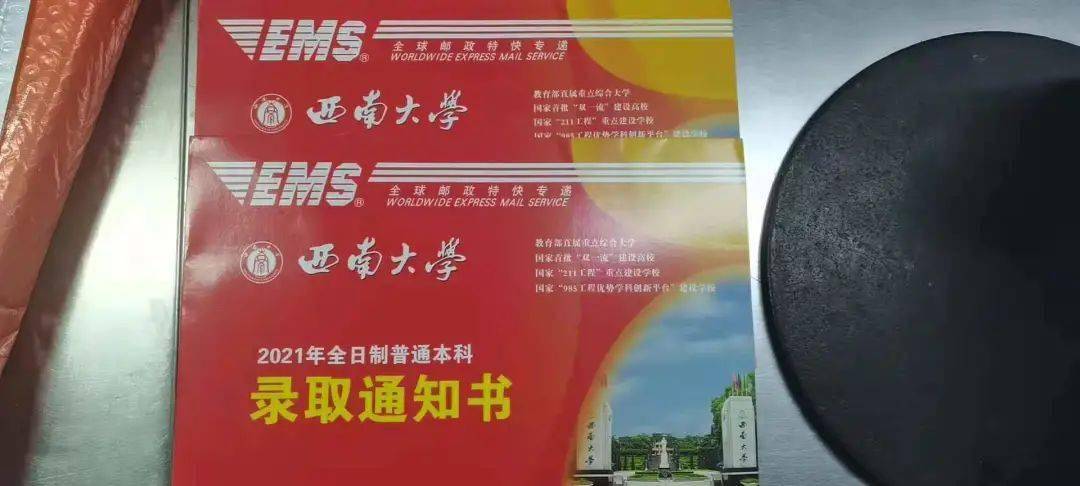 EMS®
全球邮政特快专递
WORLDWIDE EXPRESS MAIL SERVICE
西南大学
教育部直属重点综合大学
国家首批“双一流”建设高校
国家“211工程”重点建设学校
国家“985工程优势学科创新平台”建设学校
EMS®
全球邮政特快专递
WORLDWIDE EXPRESS MAIL SERVICE
西南大学
教育部直属重点综合大学
国家首批“双一流”建设高校
国家“211工程”重点建设学校
国家“985工程优势学科创新平台”建设学校
2021年全日制普通本科
录取通知书
西南大学